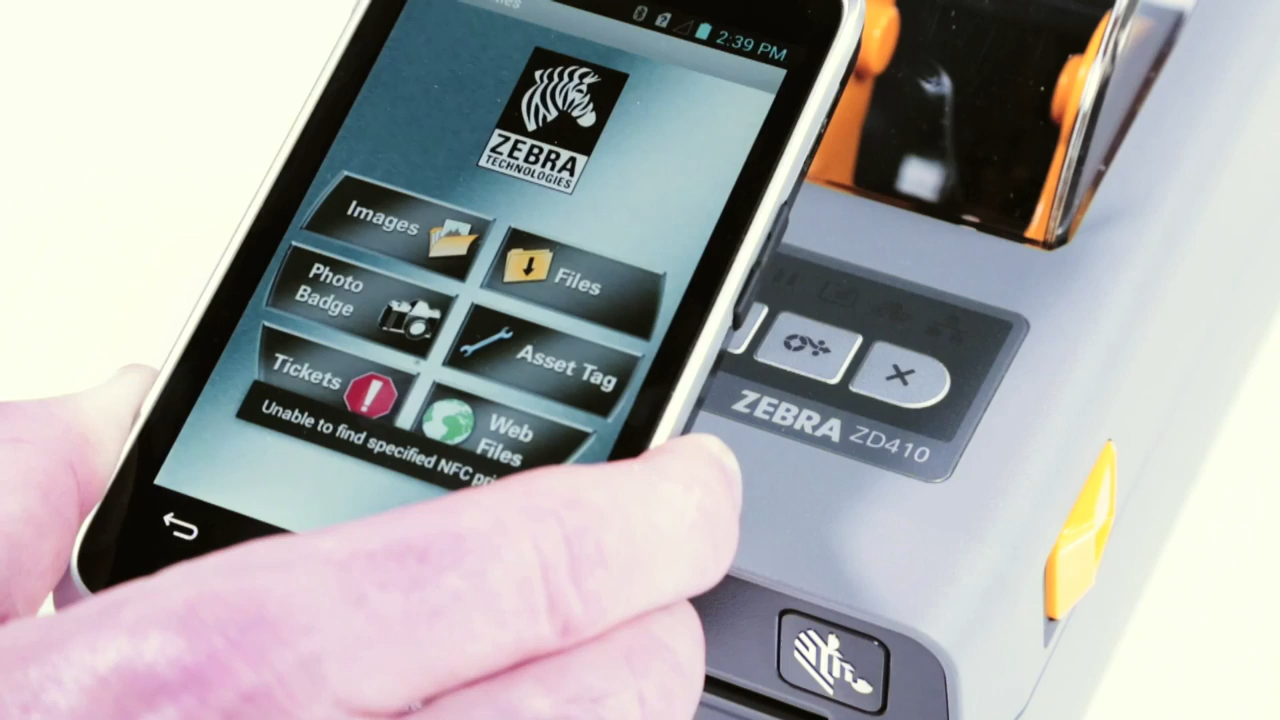 2:39 PM
ZEBRA
TECHNOLOGIES
Images
Files
Photo
Badge
Asset Tag
Tickets
Web
Files
Unable to find specified NFC
ZEBRA ZD410